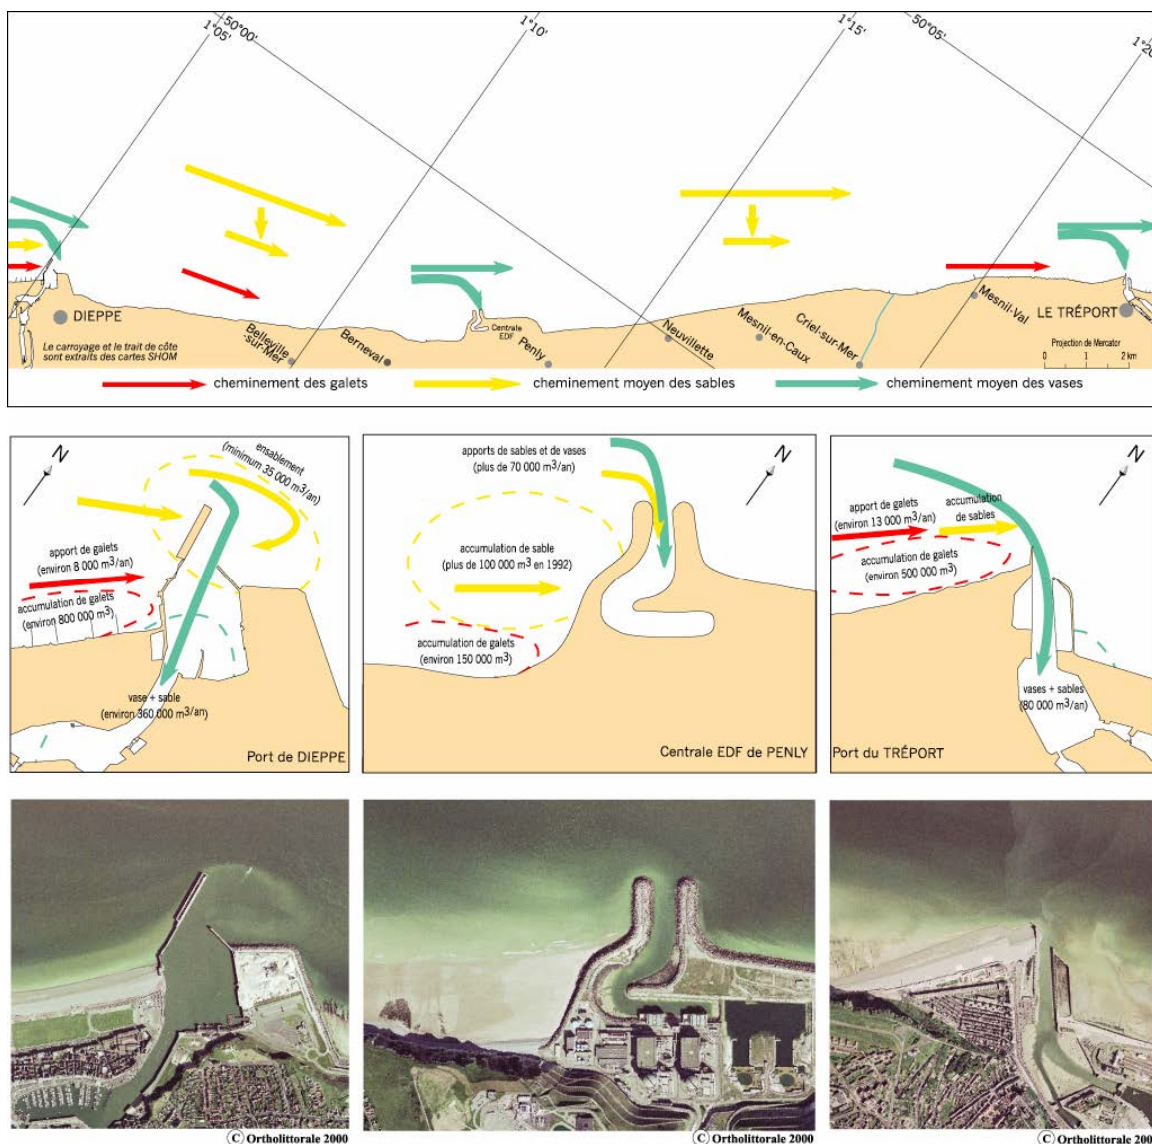 1°05'
50°00'
1°10'
1°15'
50°05'
1°20'
DIEPPE
Belleville
-sur-Mer
Berneval
Centrale
EDF
Penly
Neuvillette
Mesnil-en-Caux
Criel-sur-Mer
Mesnil-Val
LE TRÉPORT
Le carroyage et le trait de côte
sont extraits des cartes SHOM
Projection de Mercator
0 1 2 km
cheminement des galets
cheminement moyen des sables
cheminement moyen des vases
N
ensablement
(minimum 35 000 m3/an)
apport de galets
(environ 8 000 m3/an)
accumulation de galets
(environ 800 000 m3)
vase + sable
(environ 360 000 m3/an)
Port de DIEPPE
apports de sables et de vases
(plus de 70 000 m3/an)
N
accumulation de sable
(plus de 100 000 m3 en 1992)
accumulation de galets
(environ 150 000 m3)
Centrale EDF de PENLY
N
apport de galets
(environ 13 000 m3/an)
accumulation
de sables
accumulation de galets
(environ 500 000 m3)
vases + sables
(80 000 m3/an)
Port du TRÉPORT
© Ortholittorale 2000
© Ortholittorale 2000
© Ortholittorale 200